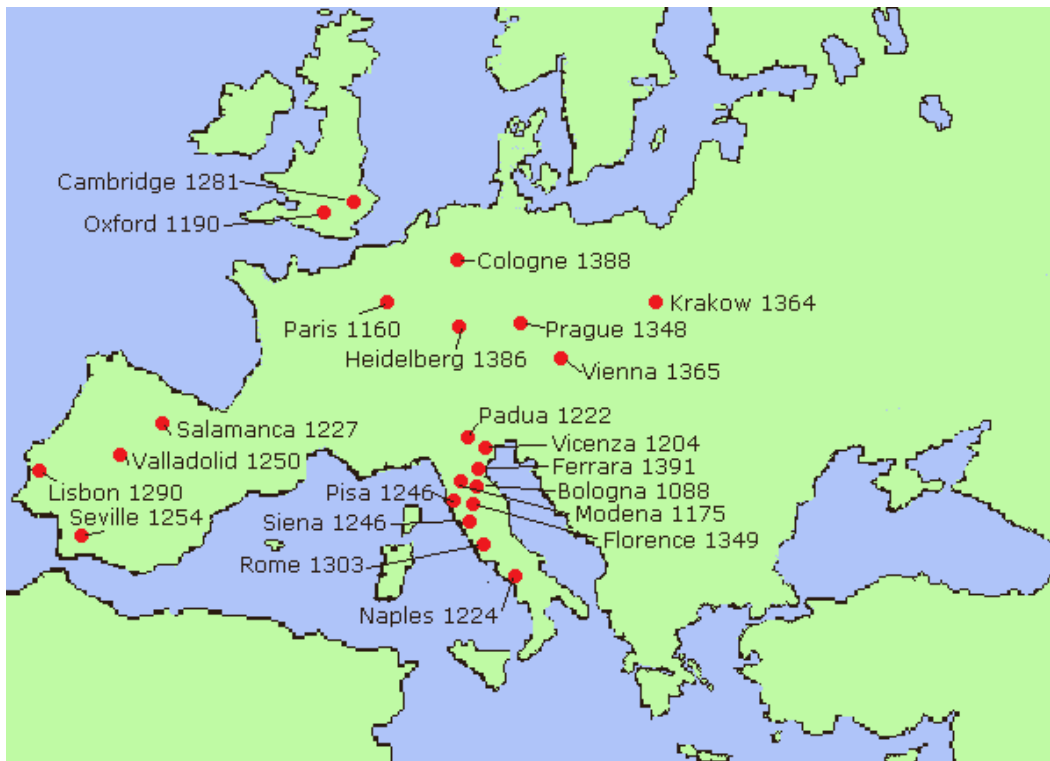 Cambridge 1281
Oxford 1190
Cologne 1388
Krakow 1364
Paris 1160
Prague 1348
Heidelberg 1386
Vienna 1365
Padua 1222
Salamanca 1227
Vicenza 1204
Valladolid 1250
Ferrara 1391
Lisbon 1290
Pisa 1246
Bologna 1088
Seville 1254
Modena 1175
Siena 1246
Florence 1349
Rome 1303
Naples 1224